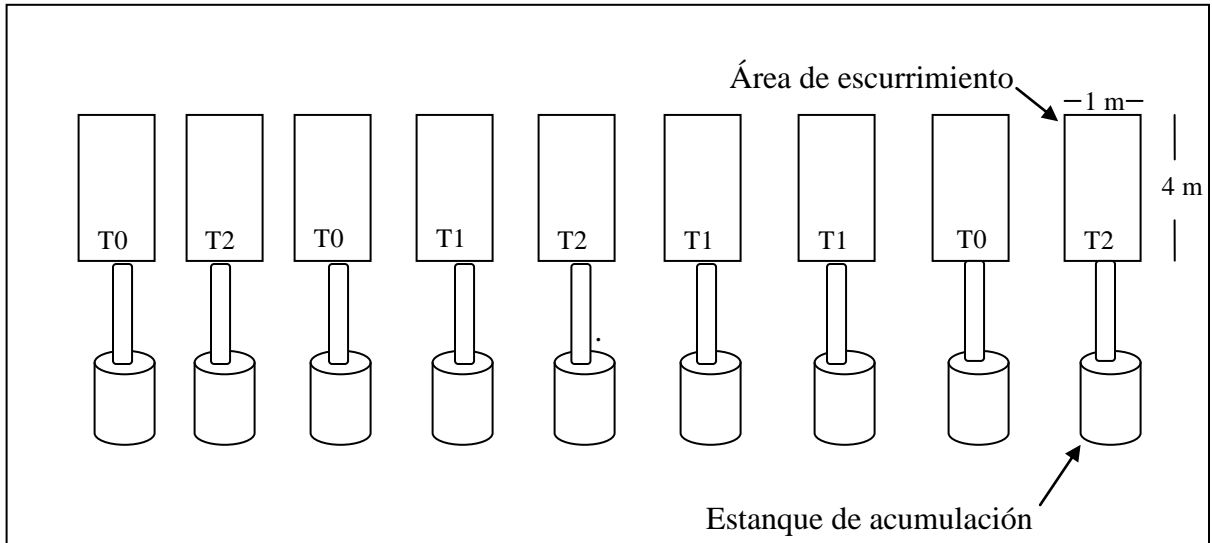 Área de escurrimiento
1 m
4 m
T0 T2 T0 T1 T2 T1 T1 T0 T2
Estanque de acumulación